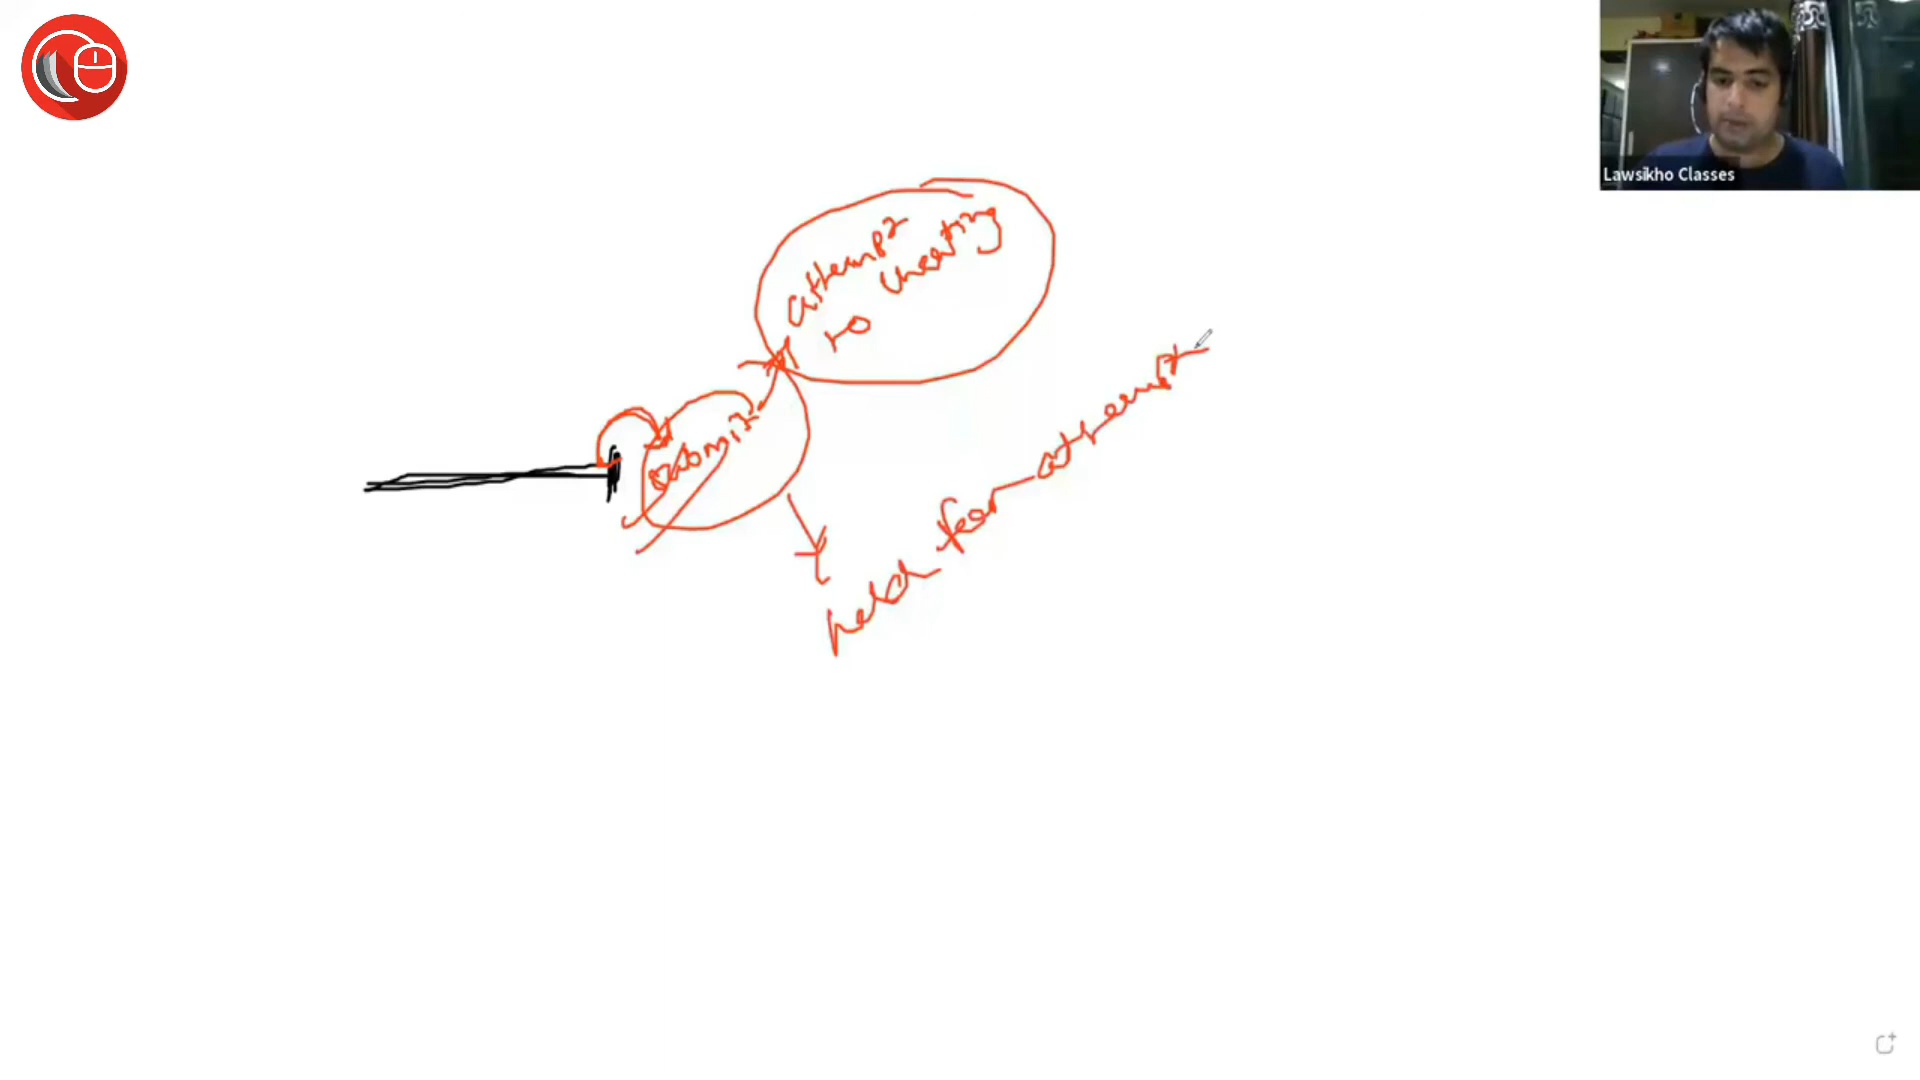 attempt
to cheating
submit
held for attempt
Lawsikho Classes